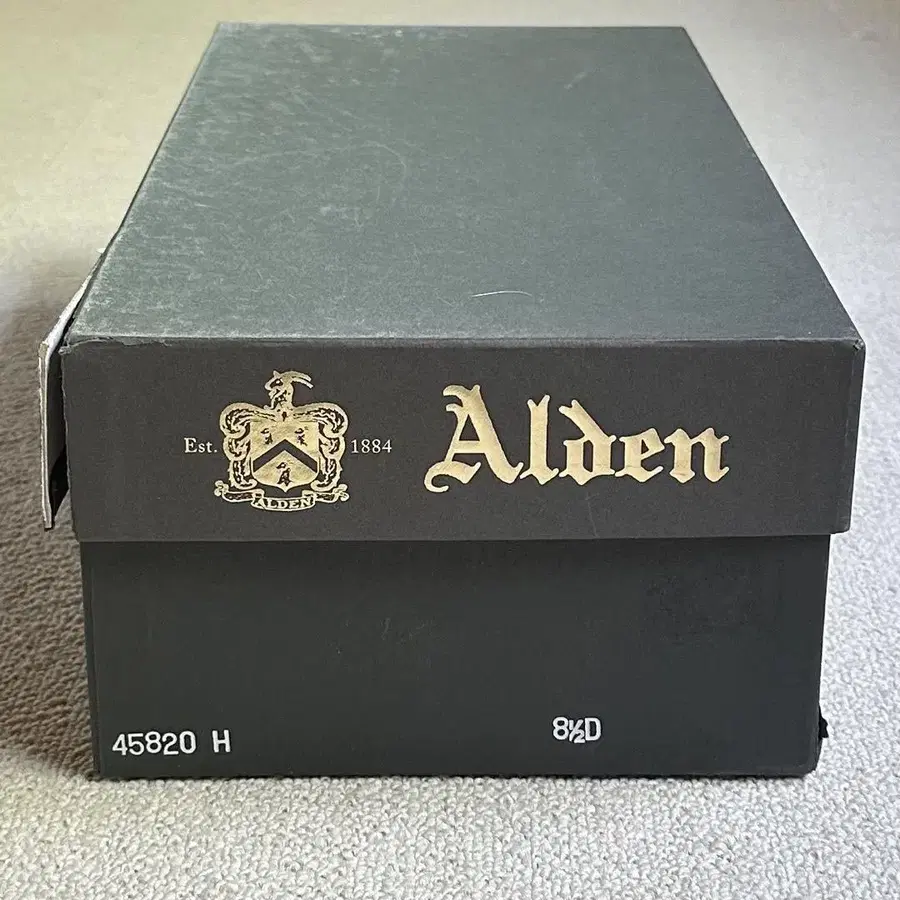 Est. 1884
Alden
ALDEN
45820 H
8½D